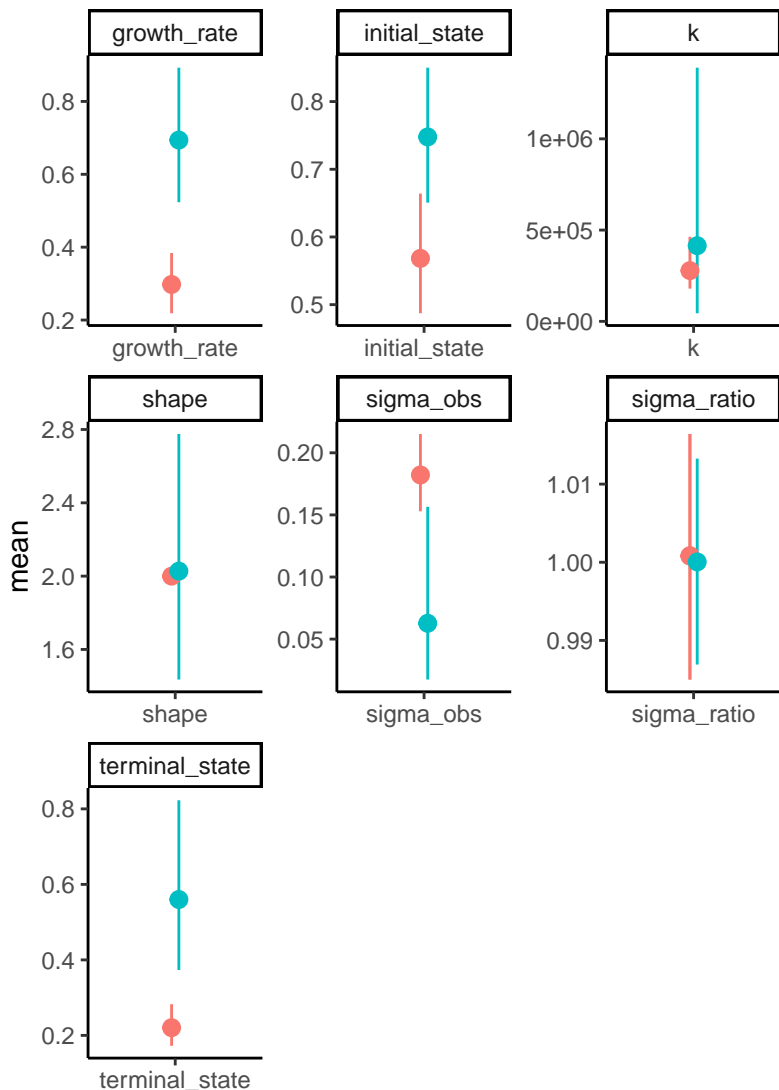 growth_rate
initial_state
k
0.8
0.6
0.4
0.2
0.8
0.7
0.6
0.5
1e+06
5e+05
0e+00
growth_rate
initial_state
k
shape
sigma_obs
sigma_ratio
mean
2.8
2.4
2.0
1.6
0.20
0.15
0.10
0.05
1.01
1.00
0.99
shape
sigma_obs
sigma_ratio
terminal_state
0.8
0.6
0.4
0.2
terminal_state